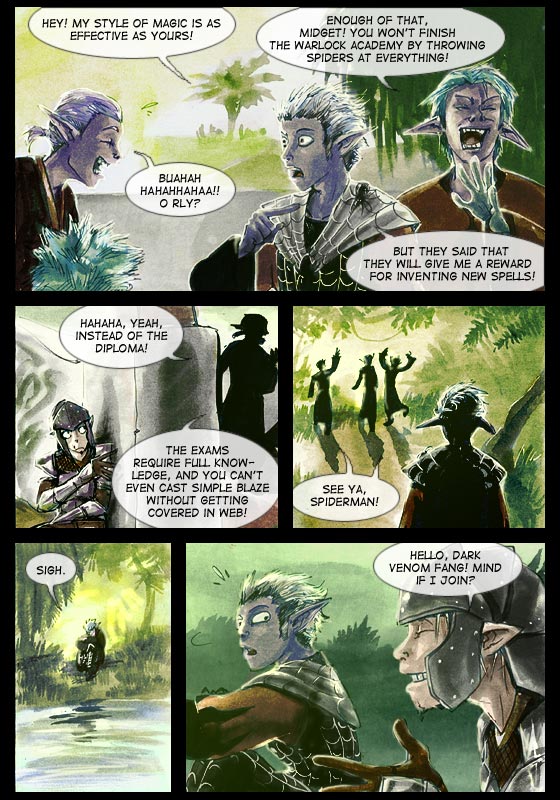 HEY! MY STYLE OF MAGIC IS AS
EFFECTIVE AS YOURS!
ENOUGH OF THAT,
MIDGET! YOU WON'T FINISH
THE WARLOCK ACADEMY BY THROWING
SPIDERS AT EVERYTHING!
BUAHAH
HAHAHHAHAA!!
O RLY?
BUT THEY SAID THAT
THEY WILL GIVE ME A REWARD
FOR INVENTING NEW SPELLS!
HAHAHA, YEAH,
INSTEAD OF THE
DIPLOMA!
THE EXAMS
REQUIRE FULL KNOW-
LEDGE, AND YOU CAN'T
EVEN CAST SIMPLE BLAZE
WITHOUT GETTING
COVERED IN WEB!
SEE YA,
SPIDERMAN!
SIGH.
HELLO, DARK
VENOM FANG! MIND
IF I JOIN?